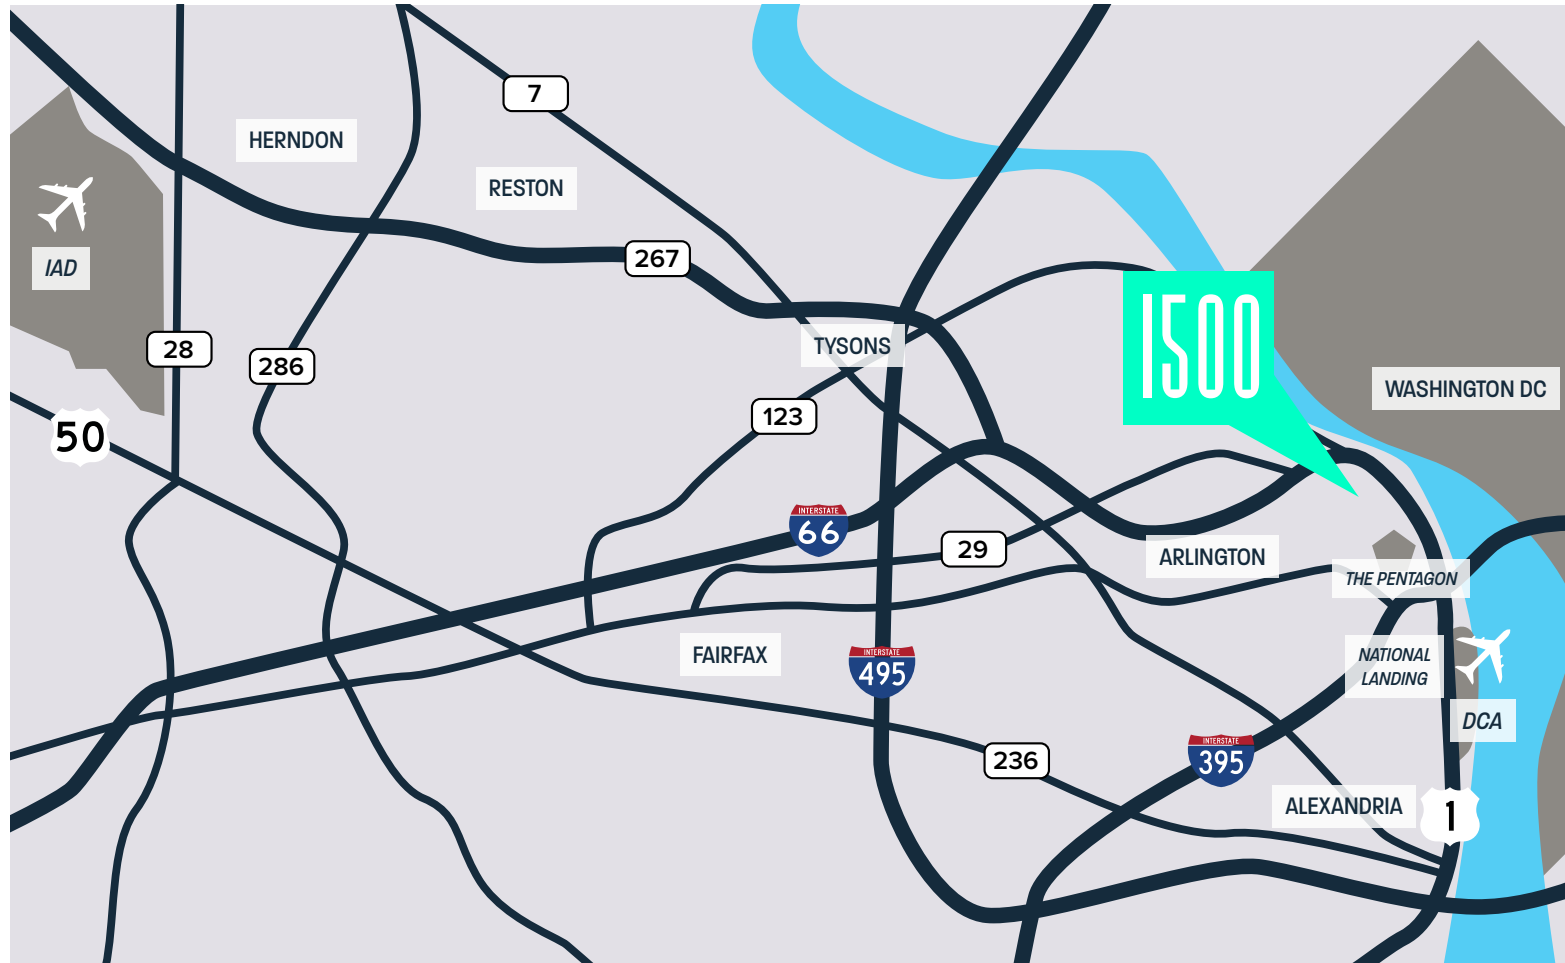 7
HERNDON
RESTON
267
IAD
28
286
TYSONS
1500
WASHINGTON DC
50
123
INTERSTATE
66
29
ARLINGTON
THE PENTAGON
FAIRFAX
INTERSTATE
495
NATIONAL
LANDING
DCA
236
INTERSTATE
395
ALEXANDRIA
1